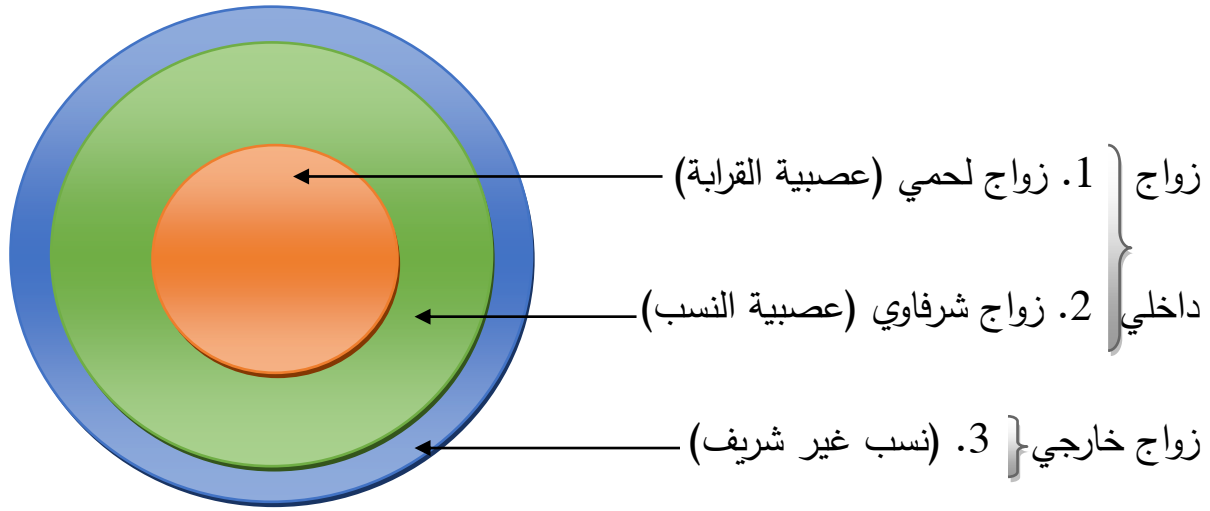 زواج 1. زواج لحمي (عصبية القرابة)
داخلي 2. زواج شرفاوي (عصبية النسب)
زواج خارجي 3. (نسب غير شريف)